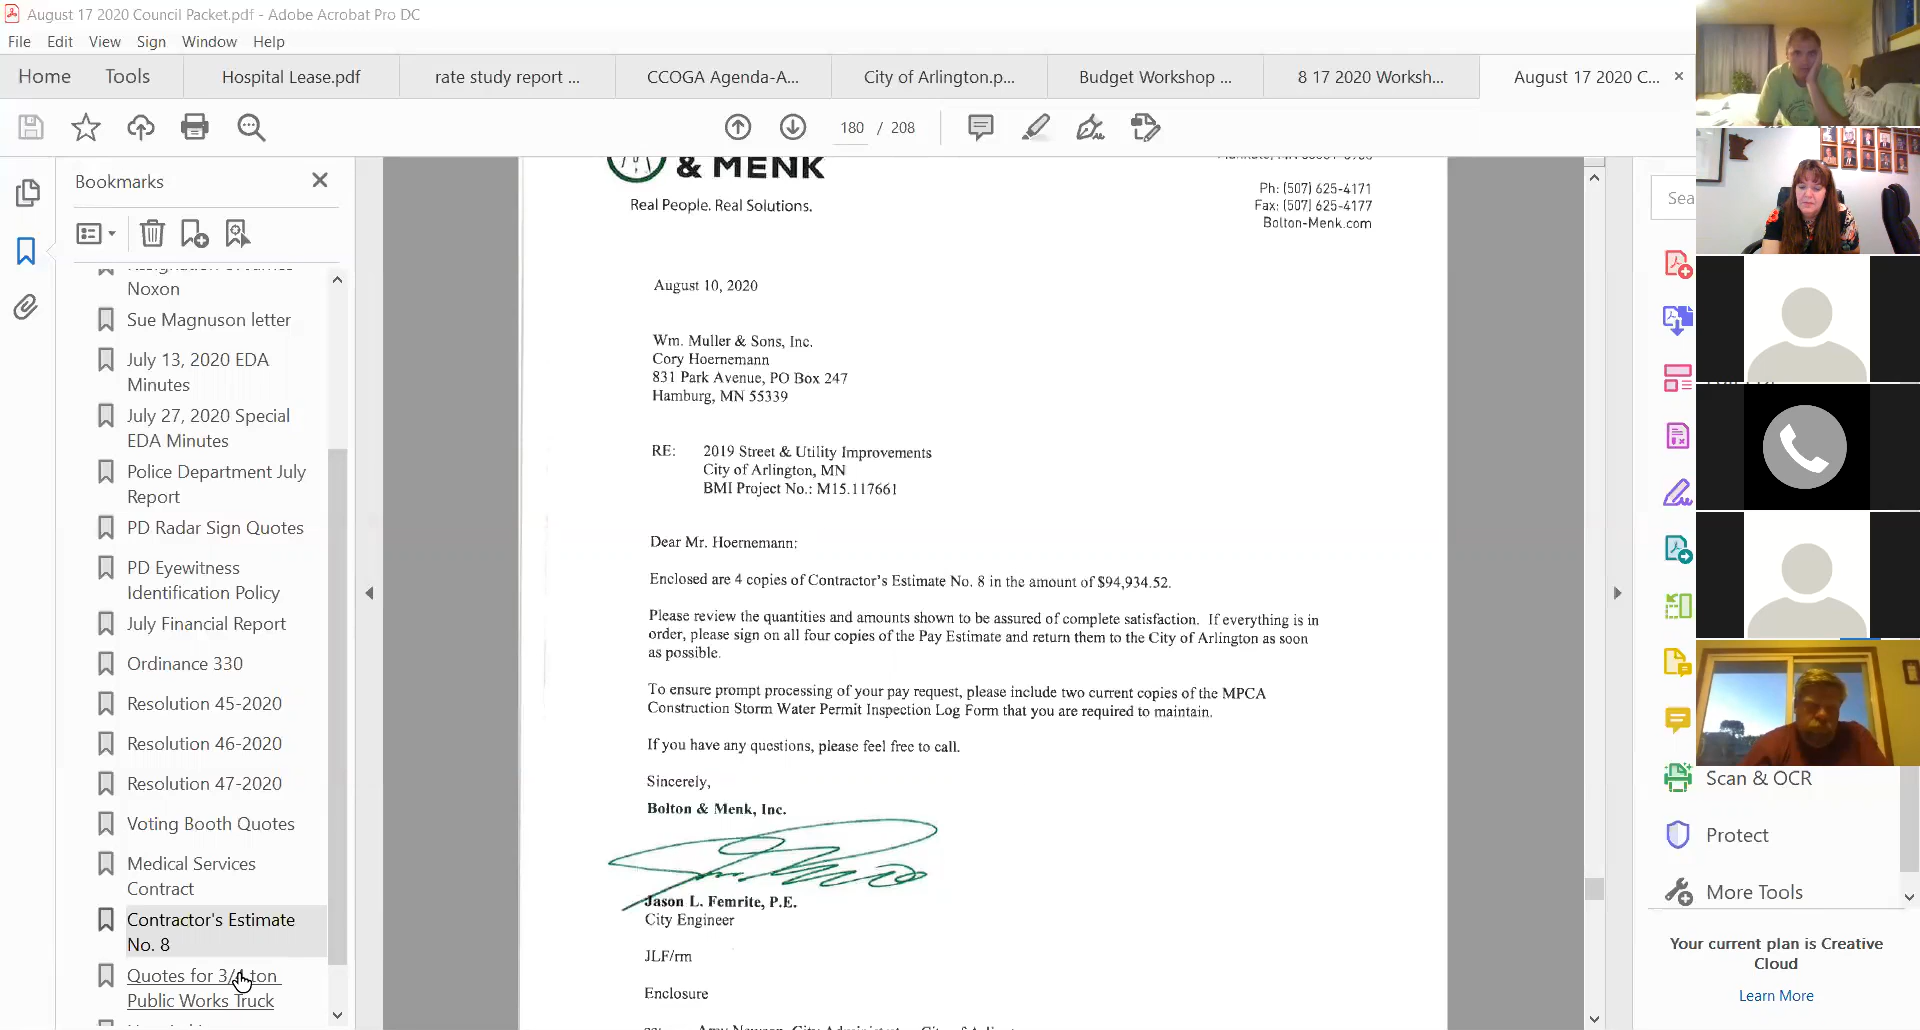 August 17 2020 Council Packet.pdf - Adobe Acrobat Pro DC
File Edit View Sign Window Help
Home Tools Hospital Lease.pdf rate study report ... CCOGA Agenda-A... City of Arlington.p... Budget Workshop ... 8 17 2020 Worksh... August 17 2020 C...
180 / 208
Bookmarks
Noxon
Sue Magnuson letter
July 13, 2020 EDA
Minutes
July 27, 2020 Special
EDA Minutes
Police Department July
Report
PD Radar Sign Quotes
PD Eyewitness
Identification Policy
July Financial Report
Ordinance 330
Resolution 45-2020
Resolution 46-2020
Resolution 47-2020
Voting Booth Quotes
Medical Services
Contract
Contractor's Estimate
No. 8
Quotes for 3/4 ton
Public Works Truck
& MENK
Real People. Real Solutions.
Ph: (507) 625-4171
Fax: (507) 625-4177
Bolton-Menk.com
August 10, 2020
Wm. Muller & Sons, Inc.
Cory Hoernemann
831 Park Avenue, PO Box 247
Hamburg, MN 55339
RE: 2019 Street & Utility Improvements
City of Arlington, MN
BMI Project No.: M15.117661
Dear Mr. Hoernemann:
Enclosed are 4 copies of Contractor's Estimate No. 8 in the amount of $94,934.52.
Please review the quantities and amounts shown to be assured of complete satisfaction. If everything is in
order, please sign on all four copies of the Pay Estimate and return them to the City of Arlington as soon
as possible.
To ensure prompt processing of your pay request, please include two current copies of the MPCA
Construction Storm Water Permit Inspection Log Form that you are required to maintain.
If you have any questions, please feel free to call.
Sincerely,
Bolton & Menk, Inc.
Jason L. Femrite, P.E.
City Engineer
JLF/rm
Enclosure
Sea
Scan & OCR
Protect
More Tools
Your current plan is Creative
Cloud
Learn More